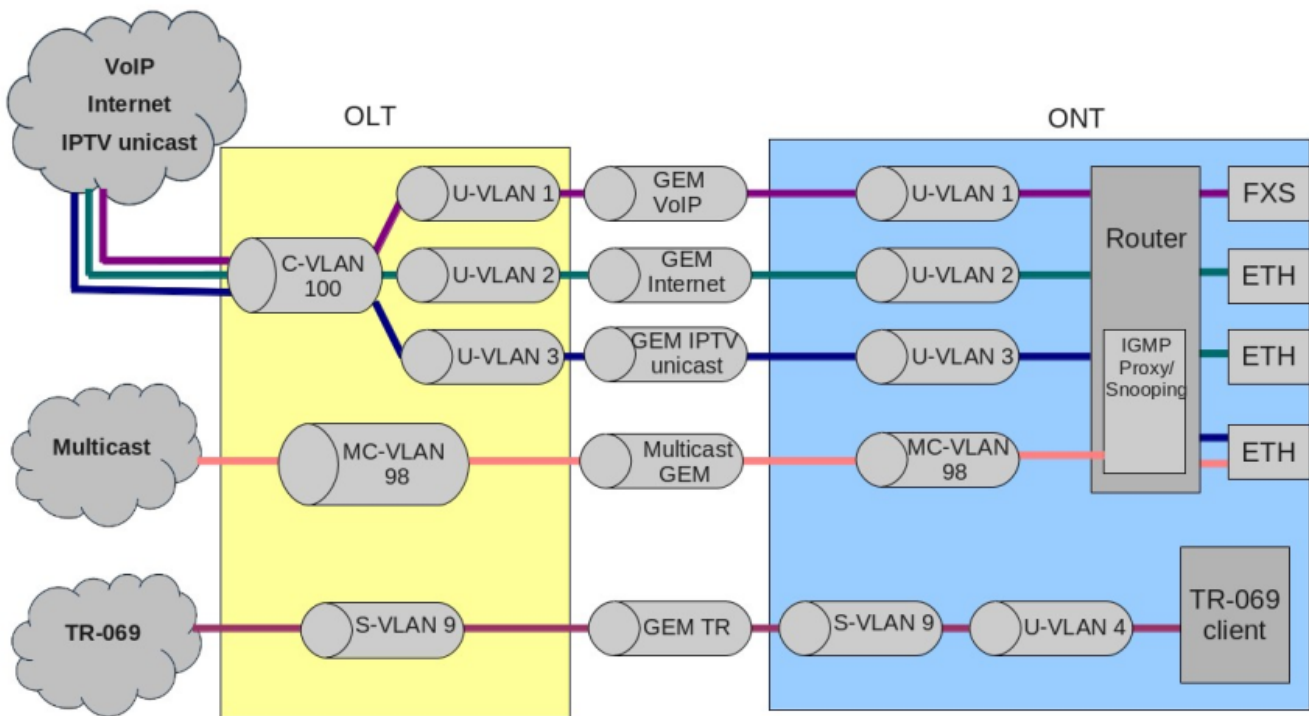 VoIP
Internet
IPTV unicast
OLT
ONT
C-VLAN
100
U-VLAN 1
GEM
VoIP
U-VLAN 1
Router
FXS
U-VLAN 2
GEM
Internet
U-VLAN 2
ETH
U-VLAN 3
GEM IPTV
unicast
U-VLAN 3
IGMP
Proxy/
Snooping
ETH
Multicast
MC-VLAN
98
Multicast
GEM
MC-VLAN
98
ETH
TR-069
S-VLAN 9
GEM TR
S-VLAN 9
U-VLAN 4
TR-069
client